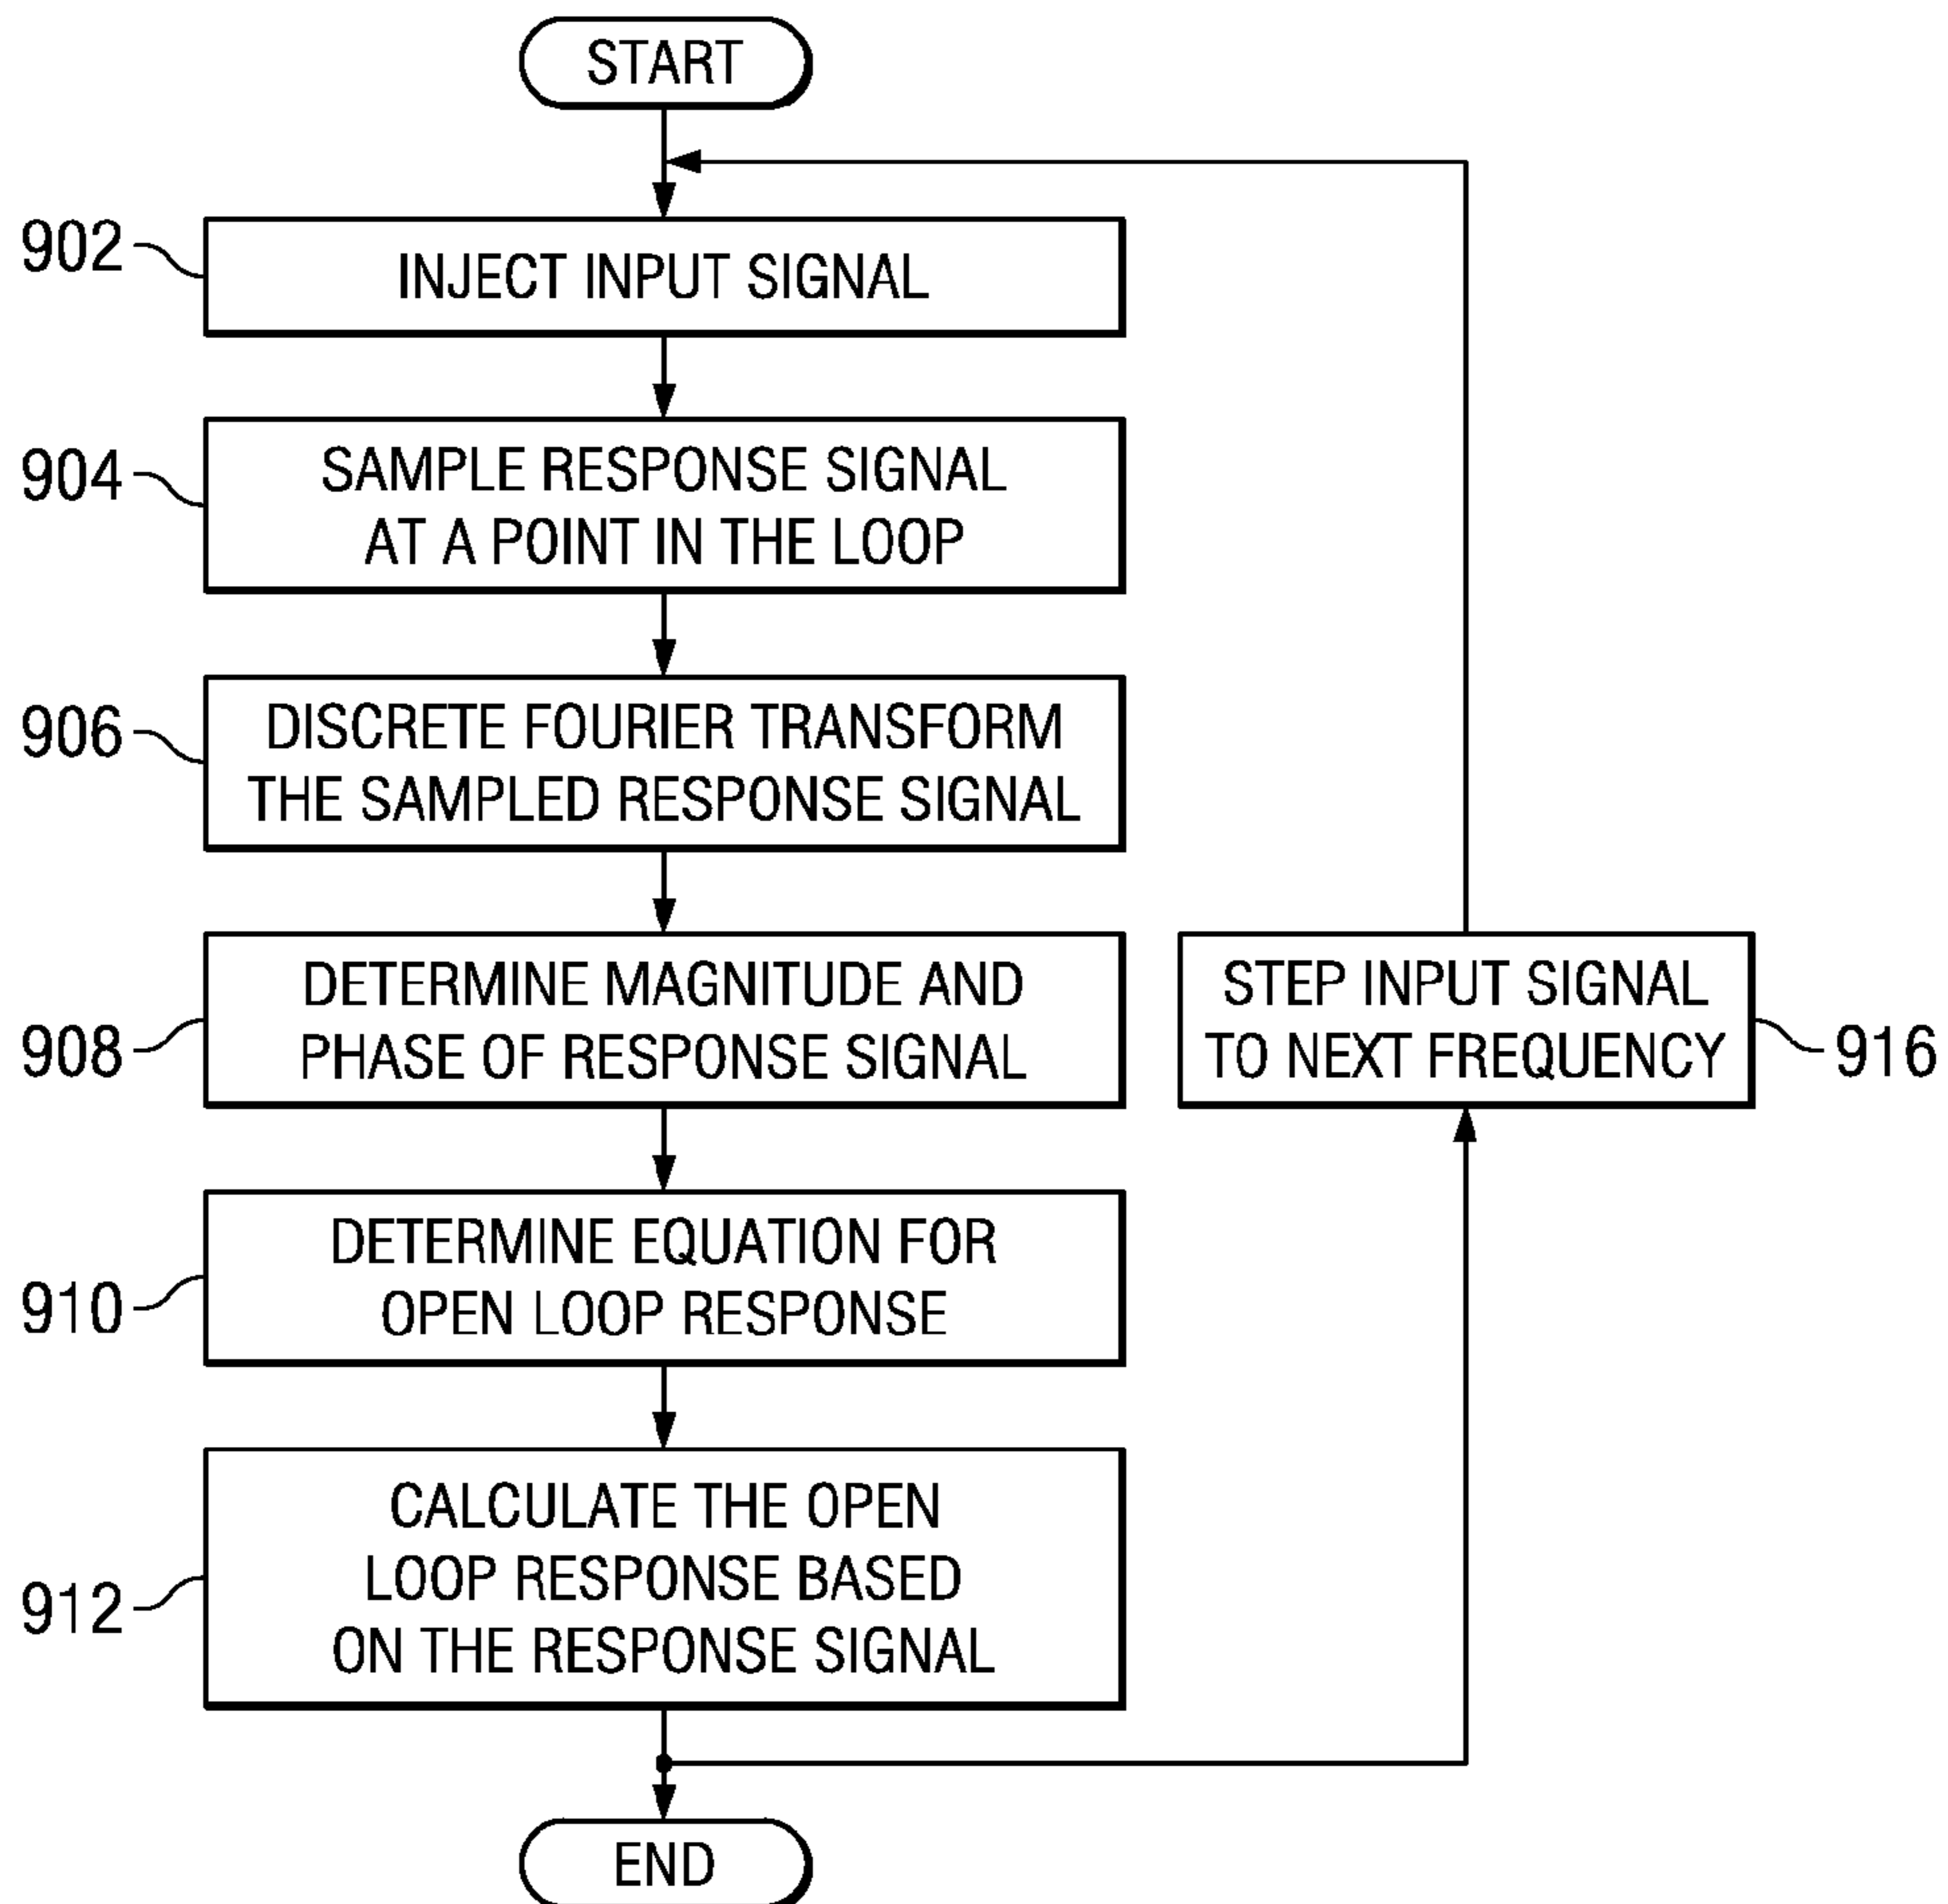 START
902
INJECT INPUT SIGNAL
904
SAMPLE RESPONSE SIGNAL
AT A POINT IN THE LOOP
906
DISCRETE FOURIER TRANSFORM
THE SAMPLED RESPONSE SIGNAL
908
DETERMINE MAGNITUDE AND
PHASE OF RESPONSE SIGNAL
STEP INPUT SIGNAL
TO NEXT FREQUENCY
916
910
DETERMINE EQUATION FOR
OPEN LOOP RESPONSE
912
CALCULATE THE OPEN
LOOP RESPONSE BASED
ON THE RESPONSE SIGNAL
END